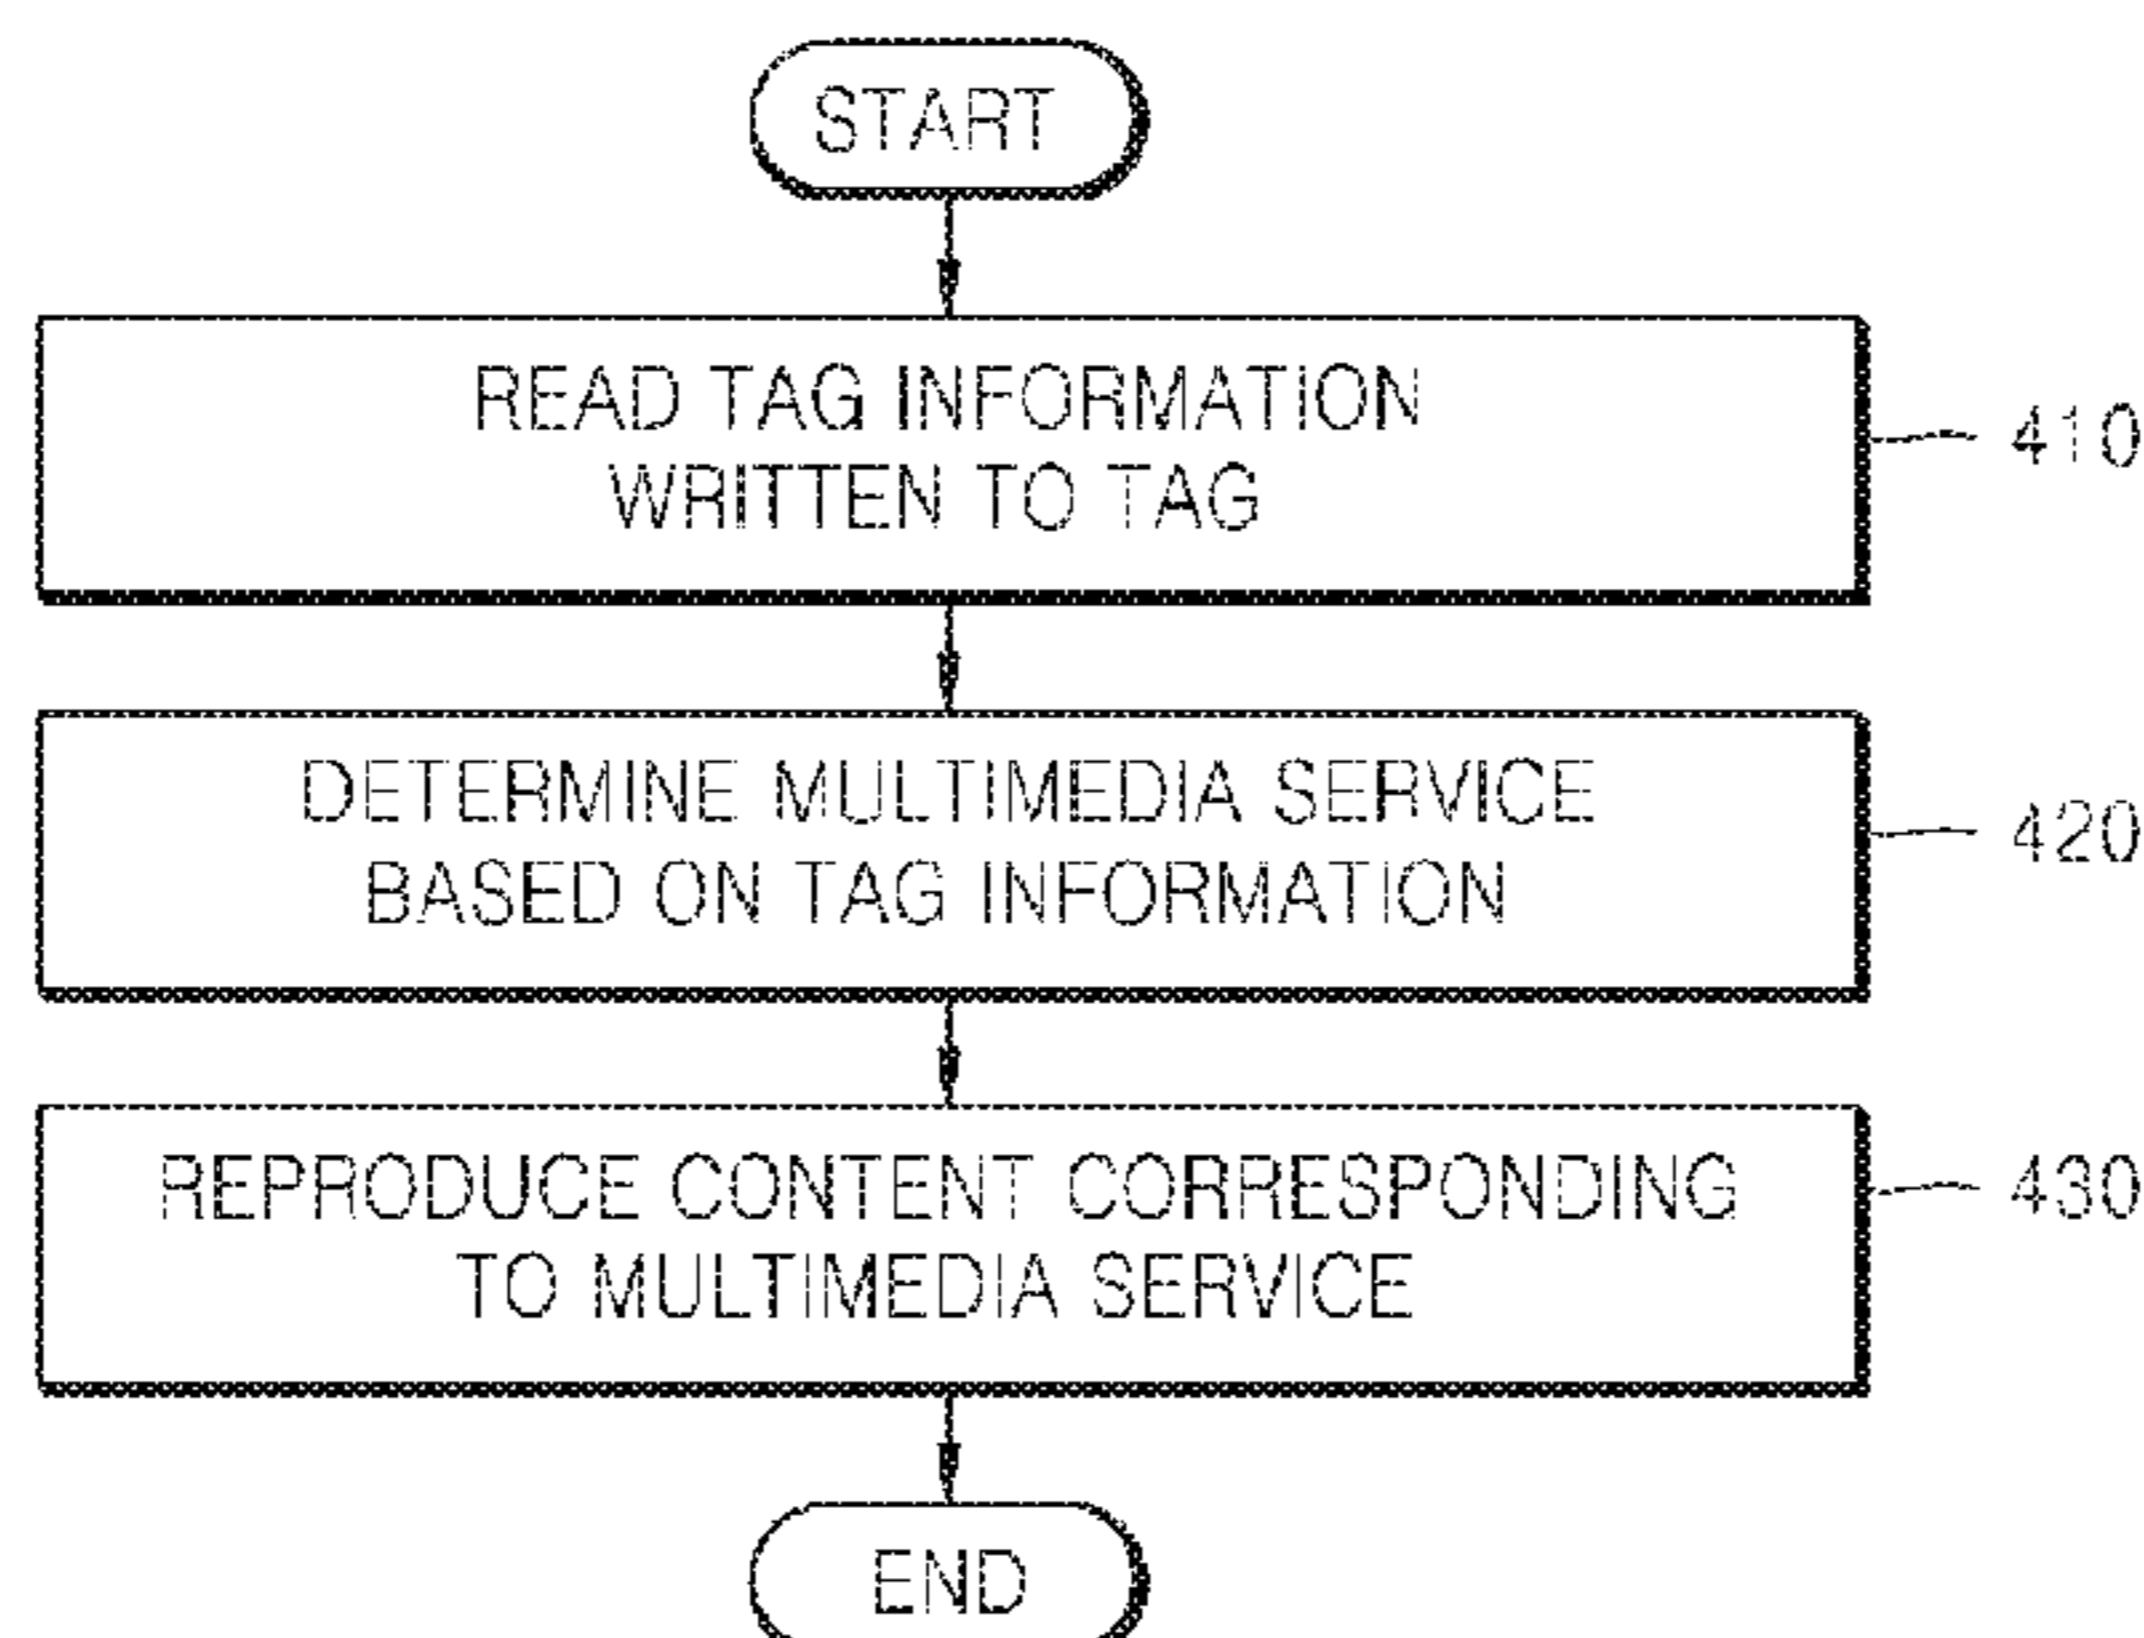 START
READ TAG INFORMATION
WRITTEN TO TAG
410
DETERMINE MULTIMEDIA SERVICE
BASED ON TAG INFORMATION
420
REPRODUCE CONTENT CORRESPONDING
TO MULTIMEDIA SERVICE
430
END